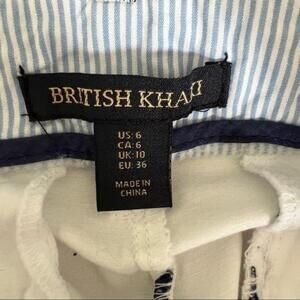 BRITISH KHAKI
US: 6
CA: 6
UK: 10
EU: 36
MADE IN
CHINA